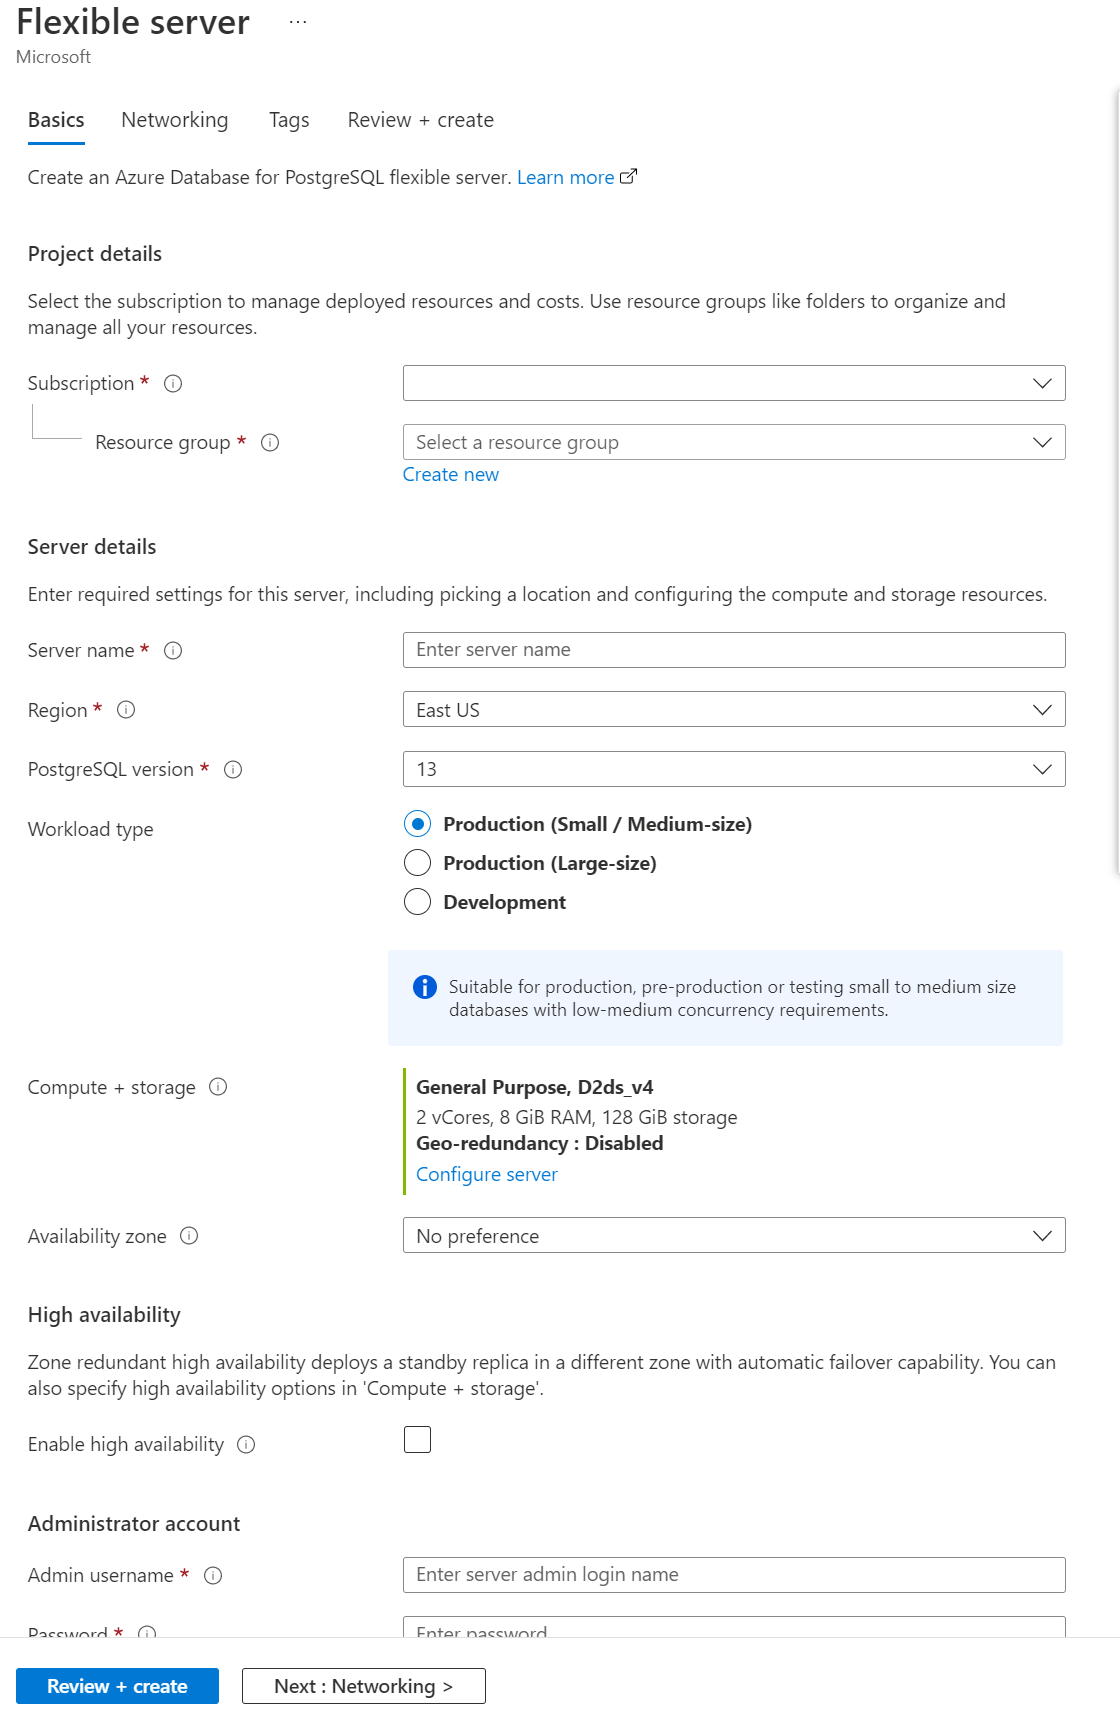 Flexible server ...
Microsoft
Basics Networking Tags Review + create
Create an Azure Database for PostgreSQL flexible server. Learn more
Project details
Select the subscription to manage deployed resources and costs. Use resource groups like folders to organize and
manage all your resources.
Subscription *
Resource group * Select a resource group
Create new
Server details
Enter required settings for this server, including picking a location and configuring the compute and storage resources.
Server name * Enter server name
Region * East US
PostgreSQL version * 13
Workload type Production (Small / Medium-size)
Production (Large-size)
Development
Suitable for production, pre-production or testing small to medium size
databases with low-medium concurrency requirements.
Compute + storage General Purpose, D2ds_v4
2 vCores, 8 GiB RAM, 128 GiB storage
Geo-redundancy : Disabled
Configure server
Availability zone No preference
High availability
Zone redundant high availability deploys a standby replica in a different zone with automatic failover capability. You can
also specify high availability options in 'Compute + storage'.
Enable high availability
Administrator account
Admin username * Enter server admin login name
Password * Enter password
Review + create Next : Networking >